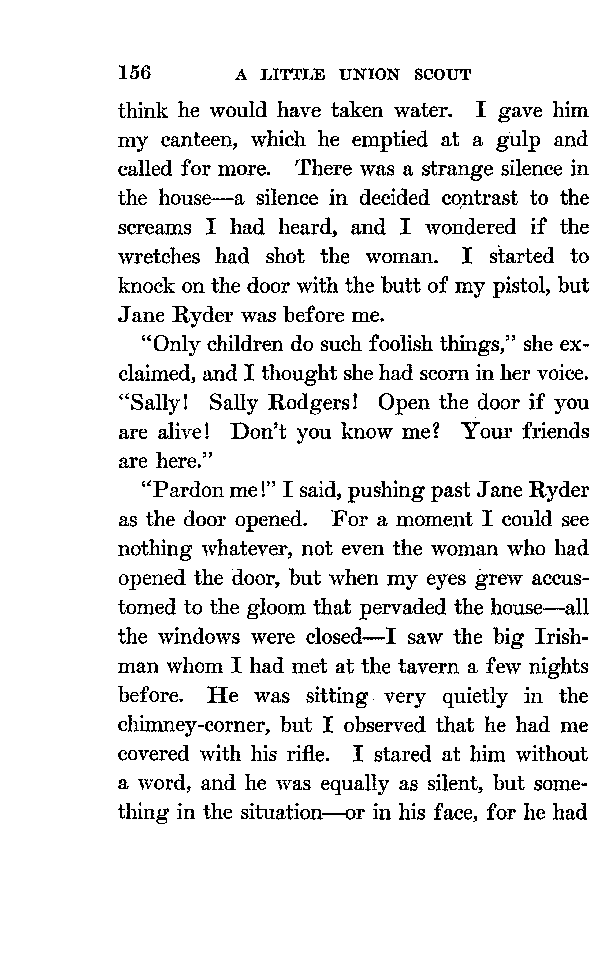 156 A LITTLE UNION SCOUT
think he would have taken water. I gave him
my canteen, which he emptied at a gulp and
called for more. There was a strange silence in
the house—a silence in decided contrast to the
screams I had heard, and I wondered if the
wretches had shot the woman. I started to
knock on the door with the butt of my pistol, but
Jane Ryder was before me.
“Only children do such foolish things,” she ex-
claimed, and I thought she had scorn in her voice.
“Sally! Sally Rodgers! Open the door if you
are alive! Don’t you know me? Your friends
are here.”
“Pardon me!” I said, pushing past Jane Ryder
as the door opened. For a moment I could see
nothing whatever, not even the woman who had
opened the door, but when my eyes grew accus-
tomed to the gloom that pervaded the house—all
the windows were closed—I saw the big Irish-
man whom I had met at the tavern a few nights
before. He was sitting very quietly in the
chimney-corner, but I observed that he had me
covered with his rifle. I stared at him without
a word, and he was equally as silent, but some-
thing in the situation—or in his face, for he had